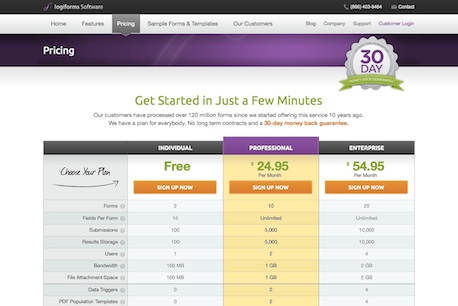 logiforms Software
(866) 403-9464 Contact
Home Features Pricing Sample Forms & Templates Our Customers Blog Company Support Customer Login
Pricing
30
DAY
MONEY BACK GUARANTEE
Get Started in Just a Few Minutes
Our customers have processed over 120 million forms since we started offering this service 10 years ago.
We have a plan for everybody. No long term contracts and a 30-day money back guarantee.
INDIVIDUAL PROFESSIONAL ENTERPRISE
Choose Your Plan
Free $ 24.95 $ 54.95
Per Month Per Month
SIGN UP NOW SIGN UP NOW SIGN UP NOW
Forms 2 10 20
Fields Per Form 15 Unlimited Unlimited
Submissions 100 5,000 10,000
Results Storage 100 5,000 10,000
Users 1 2 4
Bandwidth 100 MB 1 GB 2 GB
File Attachment Space 100 MB 1 GB 2 GB
Data Triggers 0 2 4
PDF Population Templates 0 2 4